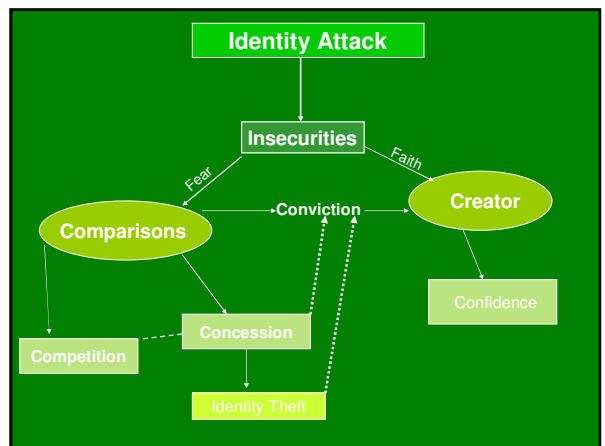 Identity Attack
Insecurities
Fear
Faith
Comparisons
Conviction
Creator
Confidence
Concession
Competition
Identity Theft